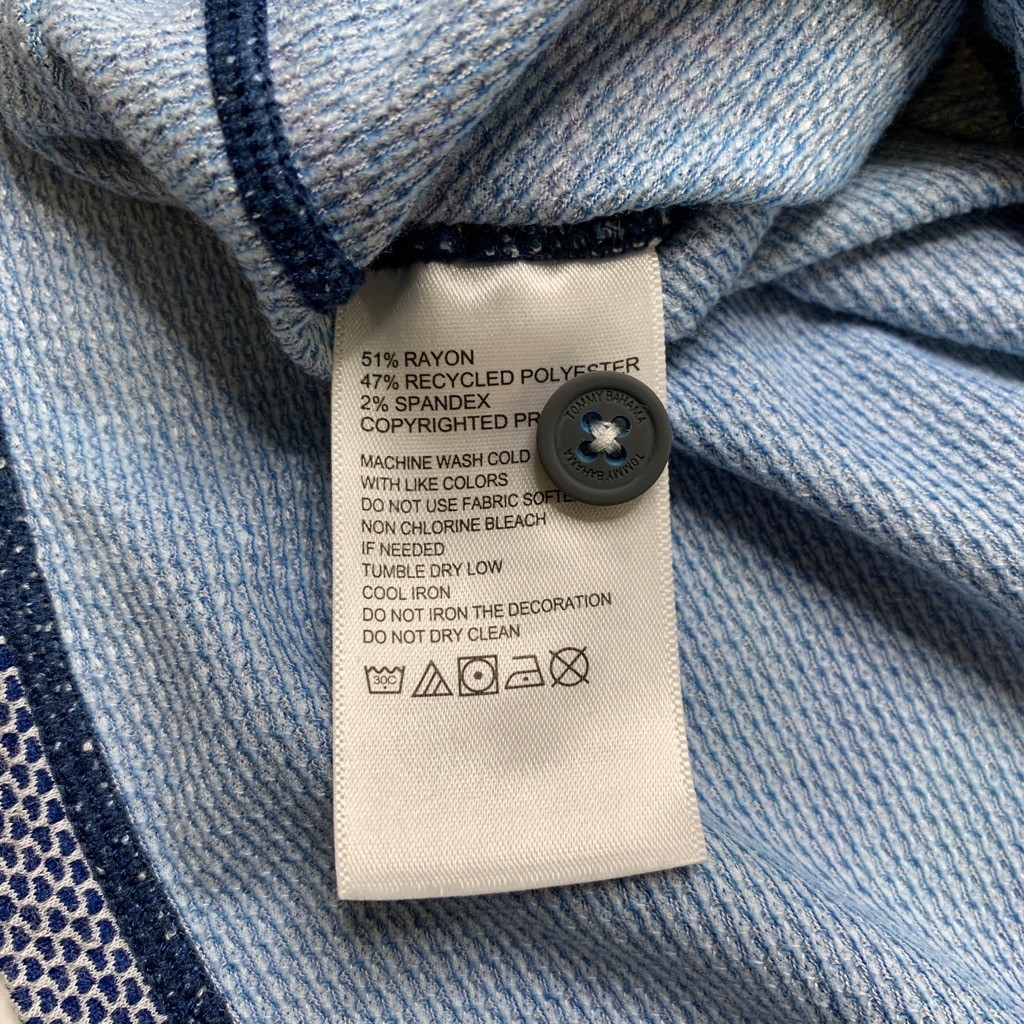 51% RAYON
47% RECYCLED POLYESTER
2% SPANDEX
COPYRIGHTED
TOMMY BAHAMA
TOMMY BAHAMA
MACHINE WASH COLD
WITH LIKE COLORS
DO NOT USE FABRIC
NON CHLORINE BLEACH
IF NEEDED
TUMBLE DRY LOW
COOL IRON
DO NOT IRON THE DECORATION
DO NOT DRY CLEAN
30C